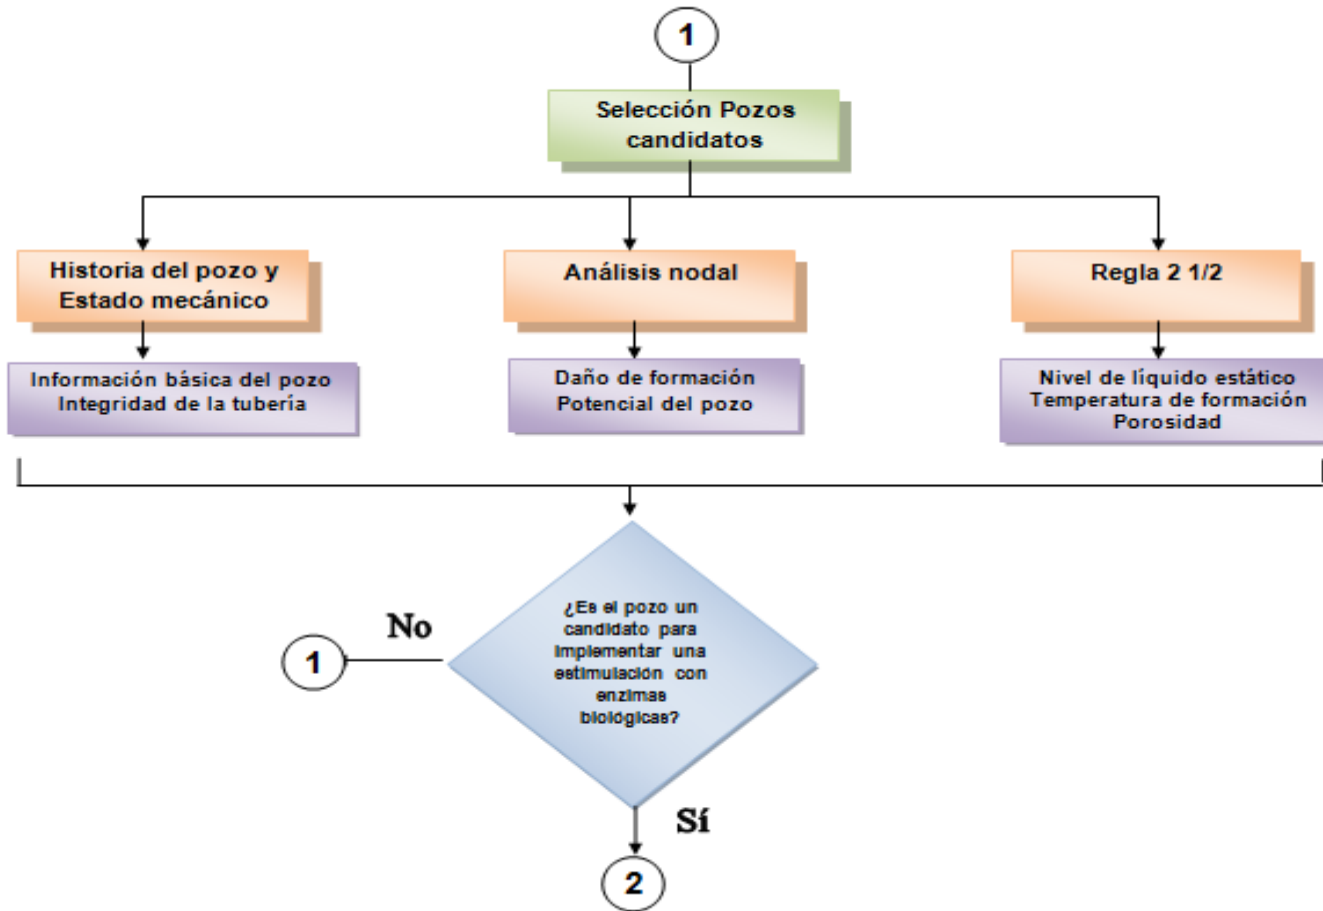 1
Selección Pozos
candidatos
Historia del pozo y
Estado mecánico
Análisis nodal
Regla 2 1/2
Información básica del pozo
Integridad de la tubería
Daño de formación
Potencial del pozo
Nivel de líquido estático
Temperatura de formación
Porosidad
¿Es el pozo un
candidato para
implementar una
estimulación con
enzimas
biológicas?
No
1
Sí
2